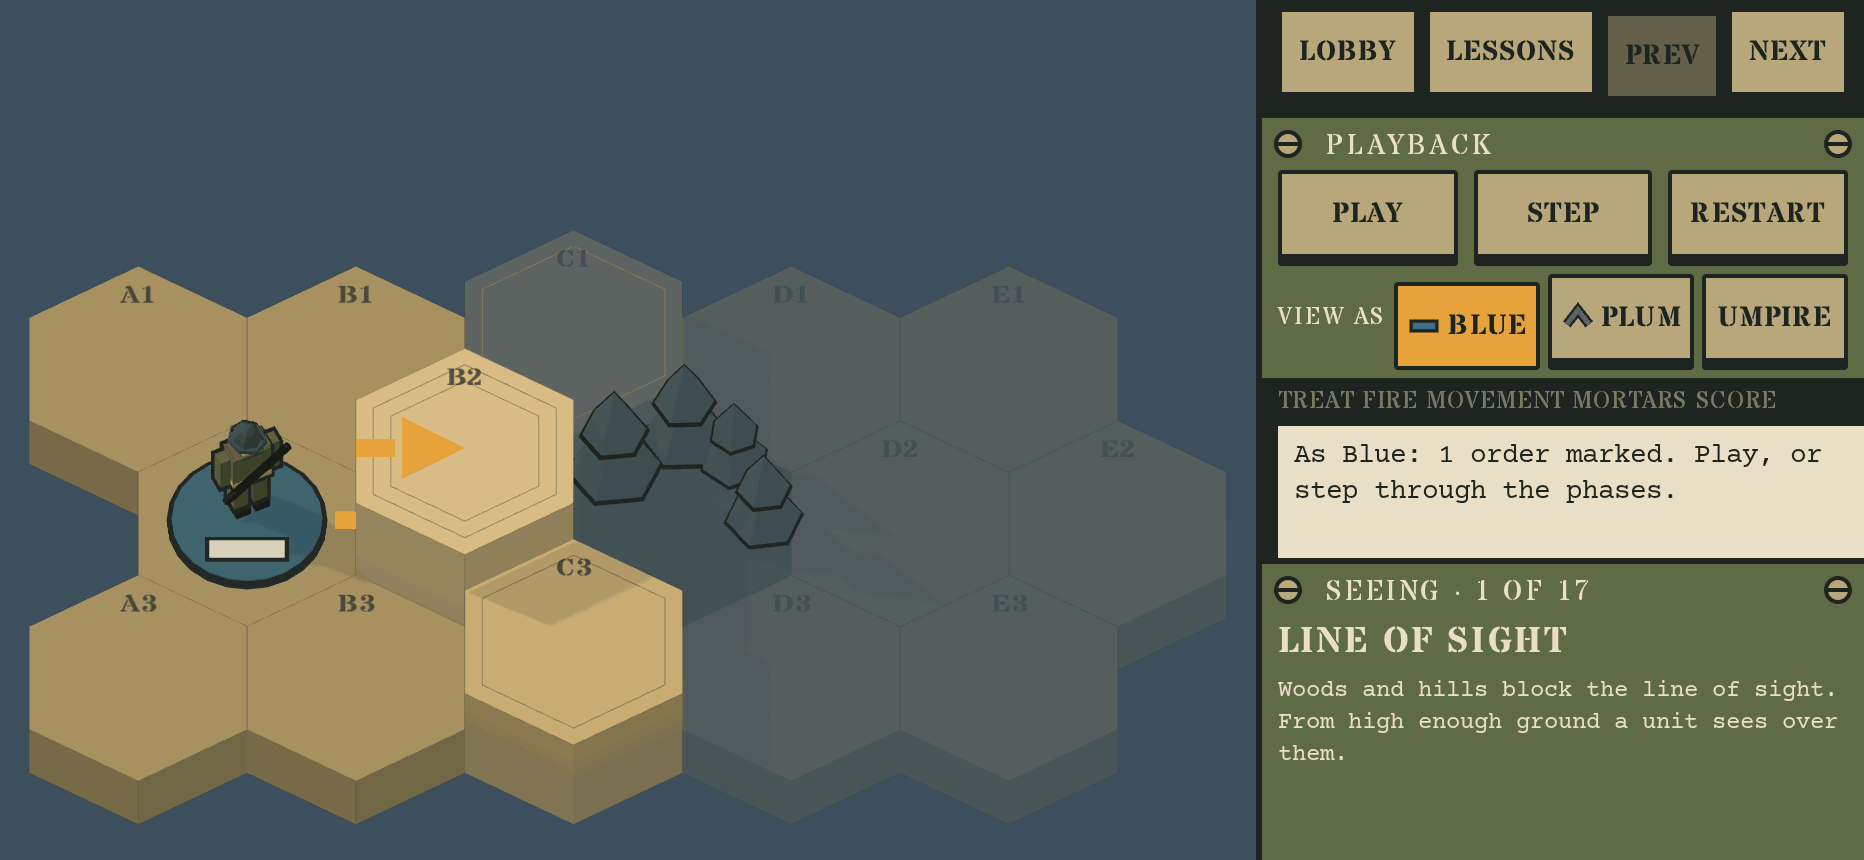 LOBBY LESSONS PREV NEXT
PLAYBACK
PLAY STEP RESTART
VIEW AS BLUE PLUM UMPIRE
TREAT FIRE MOVEMENT MORTARS SCORE
As Blue: 1 order marked. Play, or
step through the phases.
SEEING · 1 OF 17
LINE OF SIGHT
Woods and hills block the line of sight.
From high enough ground a unit sees over
them.
C1
A1 B1 D1 E1
B2
D2 E2
C3
A3 B3 D3 E3